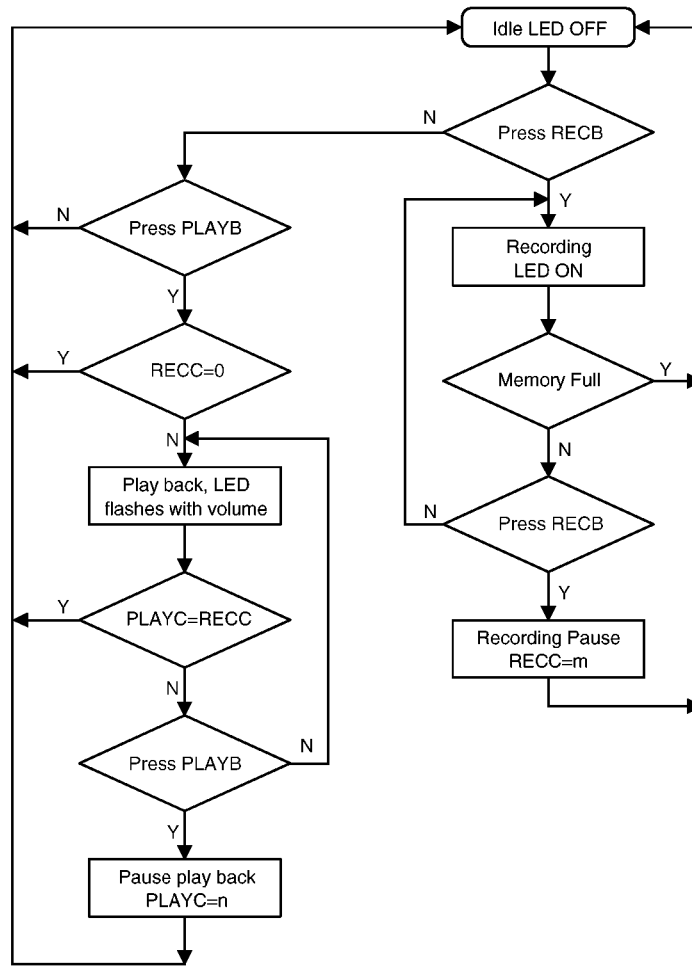 Idle LED OFF
Press RECB
N
Y
Press PLAYB
N
Y
Recording
LED ON
RECC=0
Y
N
Memory Full
Y
N
Play back, LED
flashes with volume
Press RECB
N
Y
PLAYC=RECC
Y
N
Recording Pause
RECC=m
Press PLAYB
N
Y
Pause play back
PLAYC=n